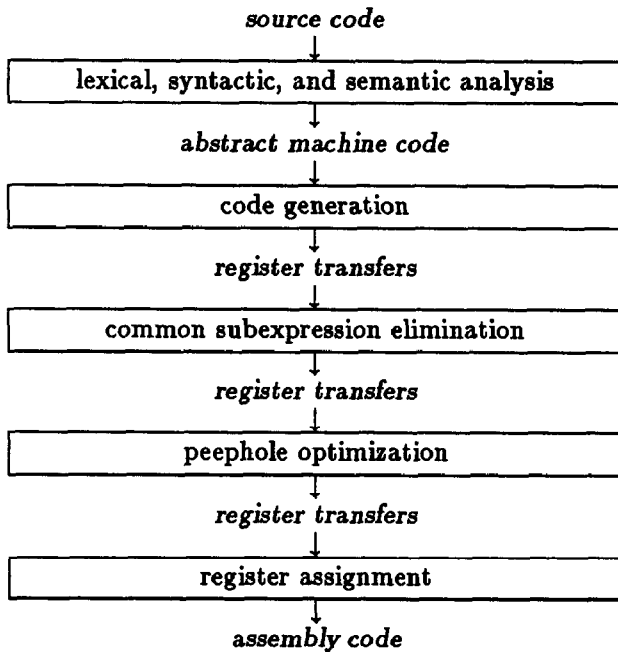 source code
lexical, syntactic, and semantic analysis
abstract machine code
code generation
register transfers
common subexpression elimination
register transfers
peephole optimization
register transfers
register assignment
assembly code